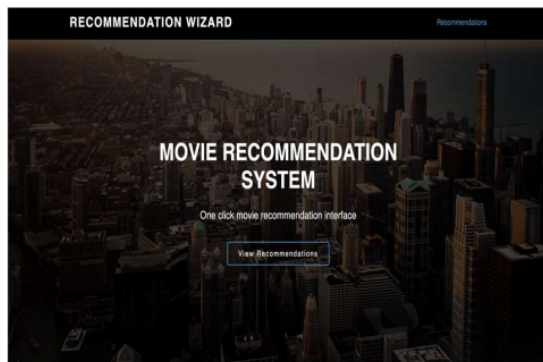 RECOMMENDATION WIZARD
Recommendations
MOVIE RECOMMENDATION
SYSTEM
One click movie recommendation interface
View Recommendations